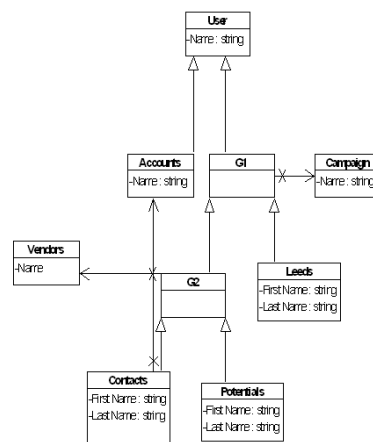 User
-Name : string
Accounts
-Name : string
G1
Campaign
-Name : string
Vendors
-Name
G2
Leeds
-First Name : string
-Last Name : string
Contacts
-First Name : string
-Last Name : string
Potentials
-First Name : string
-Last Name : string